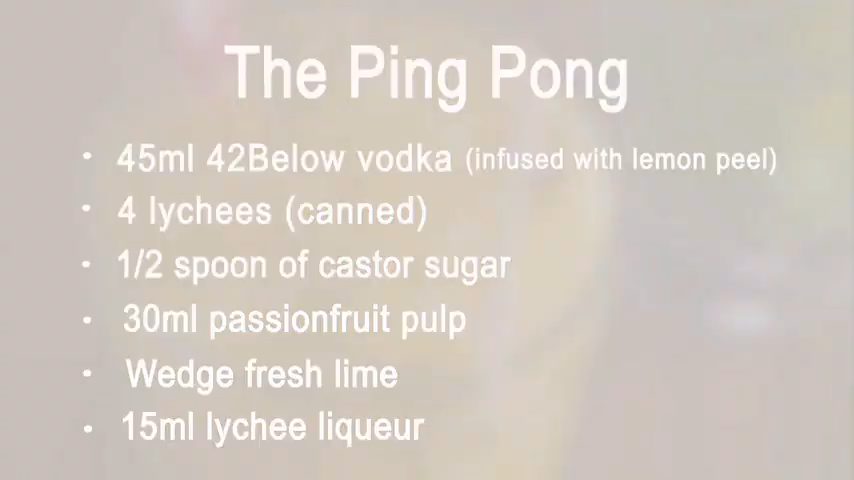 The Ping Pong
• 45ml 42Below vodka (infused with lemon peel)
• 4 lychees (canned)
• 1/2 spoon of castor sugar
• 30ml passionfruit pulp
• Wedge fresh lime
• 15ml lychee liqueur